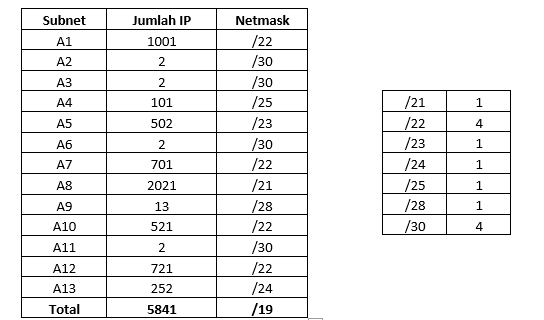 Subnet Jumlah IP Netmask
A1 1001 /22
A2 2 /30
A3 2 /30
A4 101 /25
A5 502 /23
A6 2 /30
A7 701 /22
A8 2021 /21
A9 13 /28
A10 521 /22
A11 2 /30
A12 721 /22
A13 252 /24
Total 5841 /19
/21 1
/22 4
/23 1
/24 1
/25 1
/28 1
/30 4